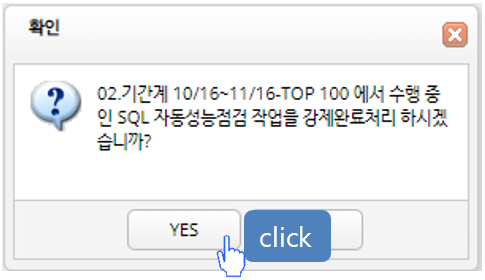 확인
02.기간계 10/16~11/16-TOP 100 에서 수행 중
인 SQL 자동성능점검 작업을 강제완료처리 하시겠
습니까?
YES
click